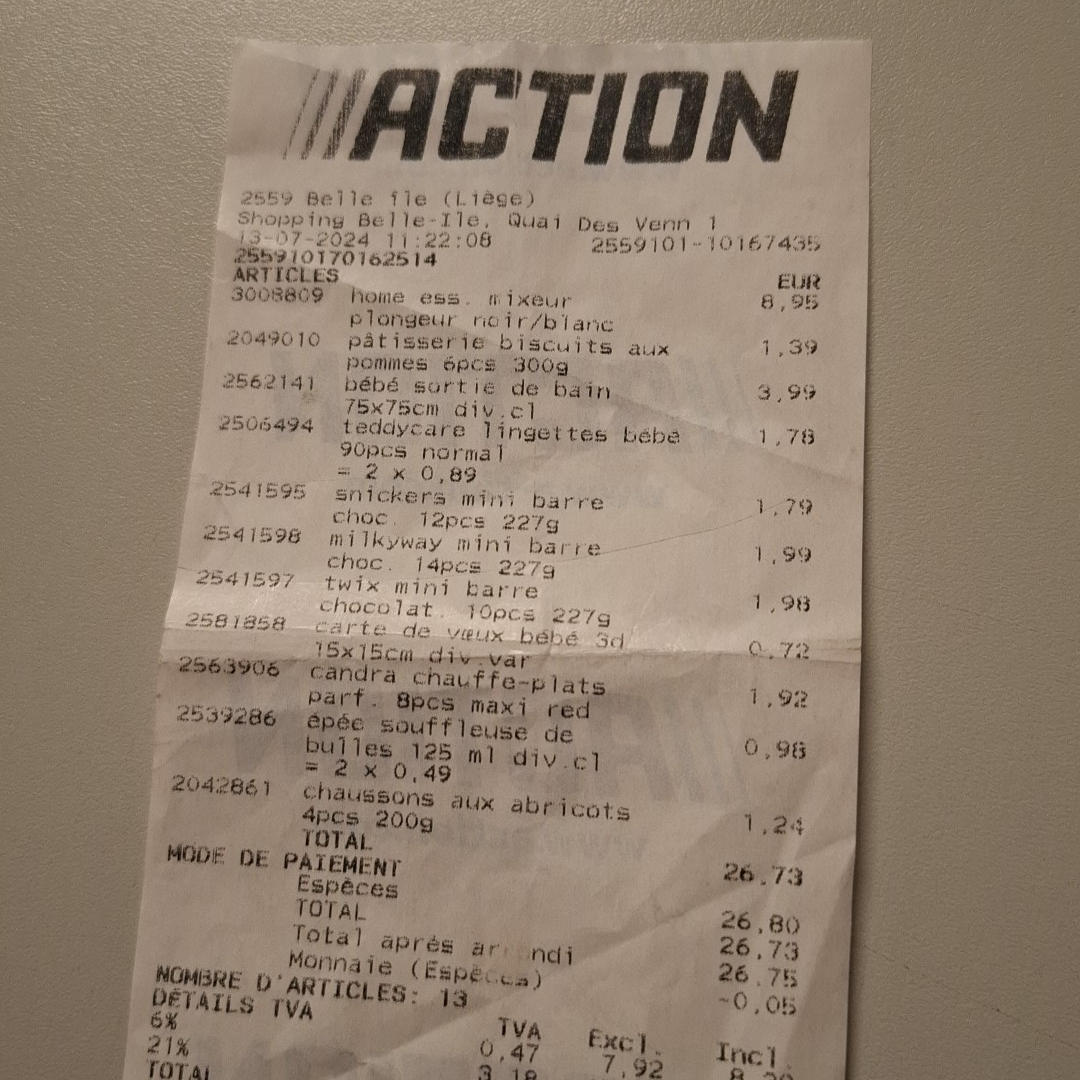 ACTION
2559 Belle île (Liège)
Shopping Belle-Ile, Quai Des Venn 1
13-07-2024 11:22:08 2559101-10167435
255910170162514
ARTICLES EUR
3008809 home ess. mixeur 8,95
plongeur noir/blanc
2049010 pâtisserie biscuits aux 1,39
pommes 6pcs 300g
2562141 bébé sortie de bain 3,99
75x75cm div.cl
2506494 teddycare lingettes bébé 1,78
90pcs normal
= 2 x 0,89
2541595 snickers mini barre 1,79
choc. 12pcs 227g
2541598 milkyway mini barre 1,99
choc. 14pcs 227g
2541597 twix mini barre 1,98
chocolat. 10pcs 227g
2581858 carte de vœux bébé 3d 0,72
15x15cm div.var
2563906 candra chauffe-plats 1,92
parf. 8pcs maxi red
2539286 épée souffleuse de 0,98
bulles 125 ml div.cl
= 2 x 0,49
2042861 chaussons aux abricots 1,24
4pcs 200g
TOTAL 26,73
MODE DE PAIEMENT
Espèces 26,80
TOTAL 26,73
Total après 26,75
Monnaie (Espèces) -0,05
NOMBRE D'ARTICLES: 13
DÉTAILS TVA TVA Excl. Incl.
6% 0,47 7,92
21% 3,18
TOTAL